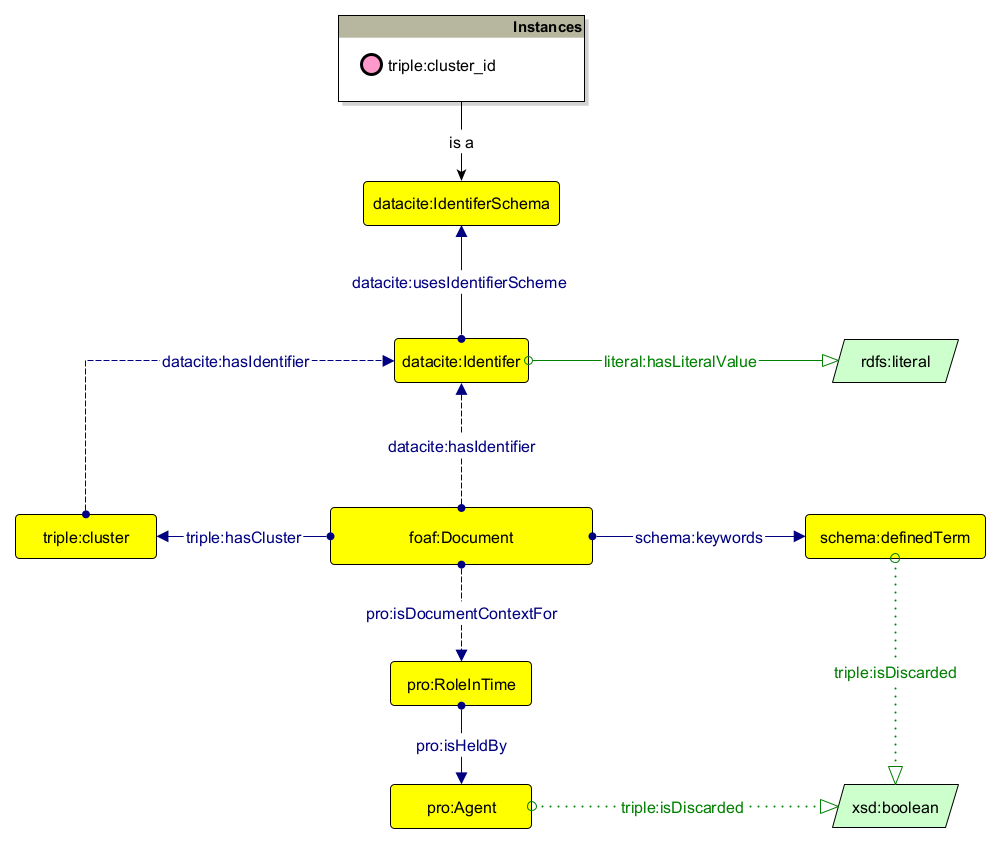 Instances
triple:cluster_id
is a
datacite:IdentiferSchema
datacite:usesIdentifierScheme
datacite:hasIdentifier
datacite:Identifer
literal:hasLiteralValue
rdfs:literal
datacite:hasIdentifier
triple:cluster
triple:hasCluster
foaf:Document
schema:keywords
schema:definedTerm
pro:isDocumentContextFor
triple:isDiscarded
pro:RoleInTime
pro:isHeldBy
pro:Agent
triple:isDiscarded
xsd:boolean